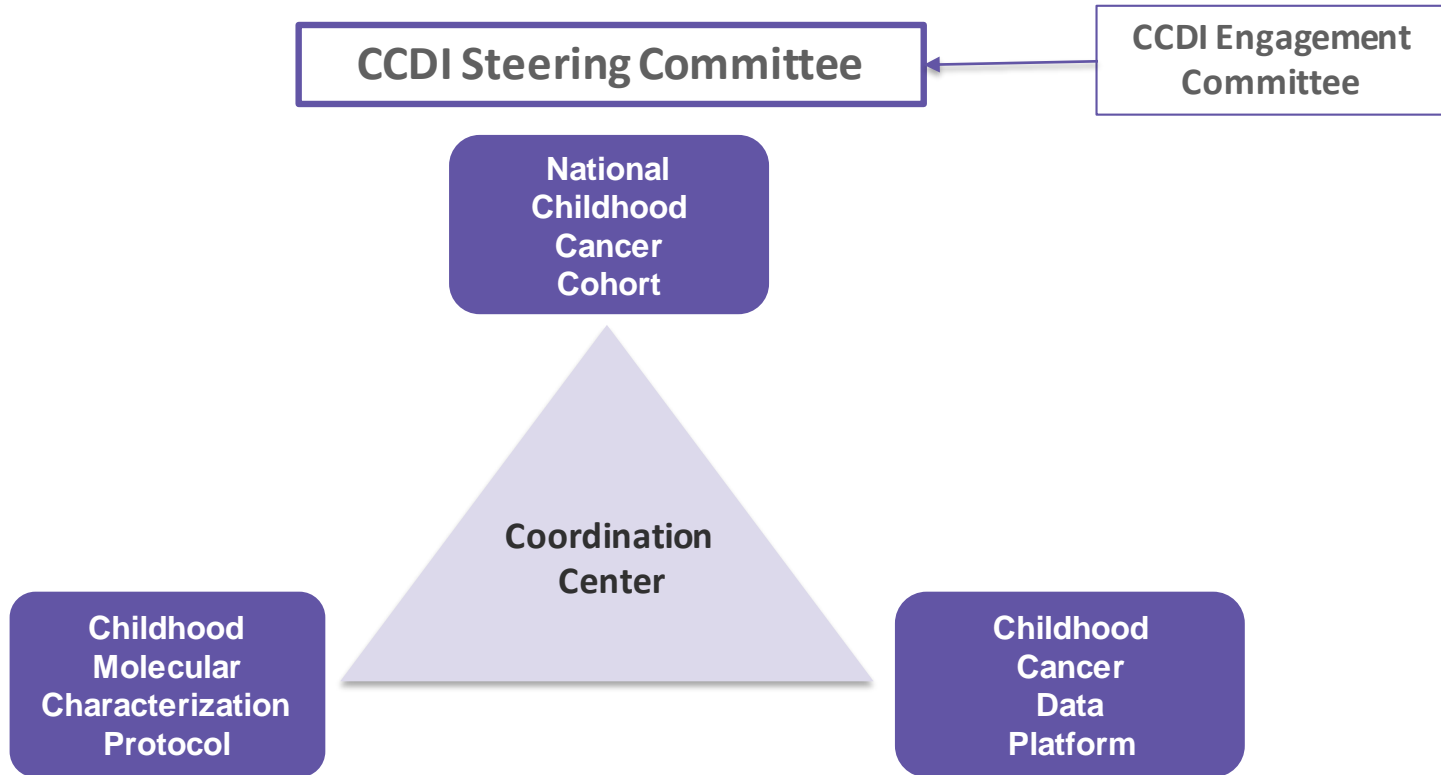 CCDI Steering Committee
CCDI Engagement
Committee
National
Childhood
Cancer
Cohort
Coordination
Center
Childhood
Molecular
Characterization
Protocol
Childhood
Cancer
Data
Platform